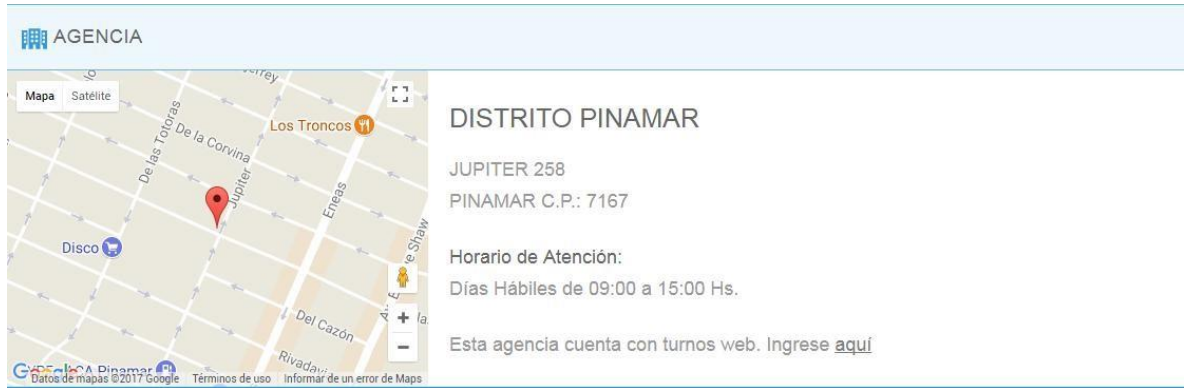 AGENCIA
Mapa
Satélite
De las Totoras
De la Corvina
Los Troncos
Jupiter
Eneas
Disco
Del Cazón
Rivadavia
Google
Datos de mapas ©2017 Google
Términos de uso
Informar de un error de Maps
DISTRITO PINAMAR
JUPITER 258
PINAMAR C.P.: 7167
Horario de Atención:
Días Hábiles de 09:00 a 15:00 Hs.
Esta agencia cuenta con turnos web. Ingrese aquí